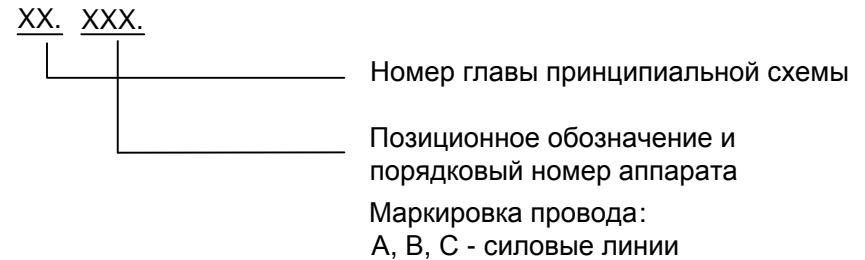 XX. XXX.
Номер главы принципиальной схемы
Позиционное обозначение и
порядковый номер аппарата
Маркировка провода:
A, B, C - силовые линии